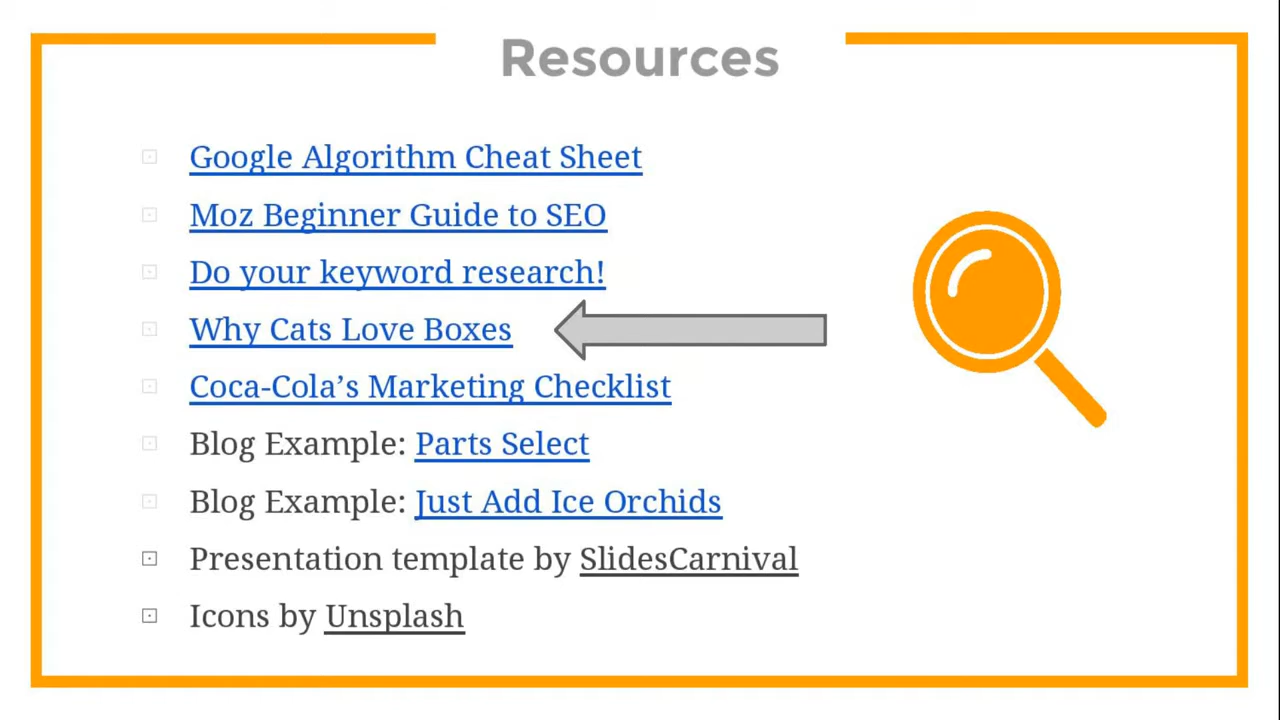 Resources
Google Algorithm Cheat Sheet
Moz Beginner Guide to SEO
Do your keyword research!
Why Cats Love Boxes
Coca-Cola’s Marketing Checklist
Blog Example: Parts Select
Blog Example: Just Add Ice Orchids
Presentation template by SlidesCarnival
Icons by Unsplash